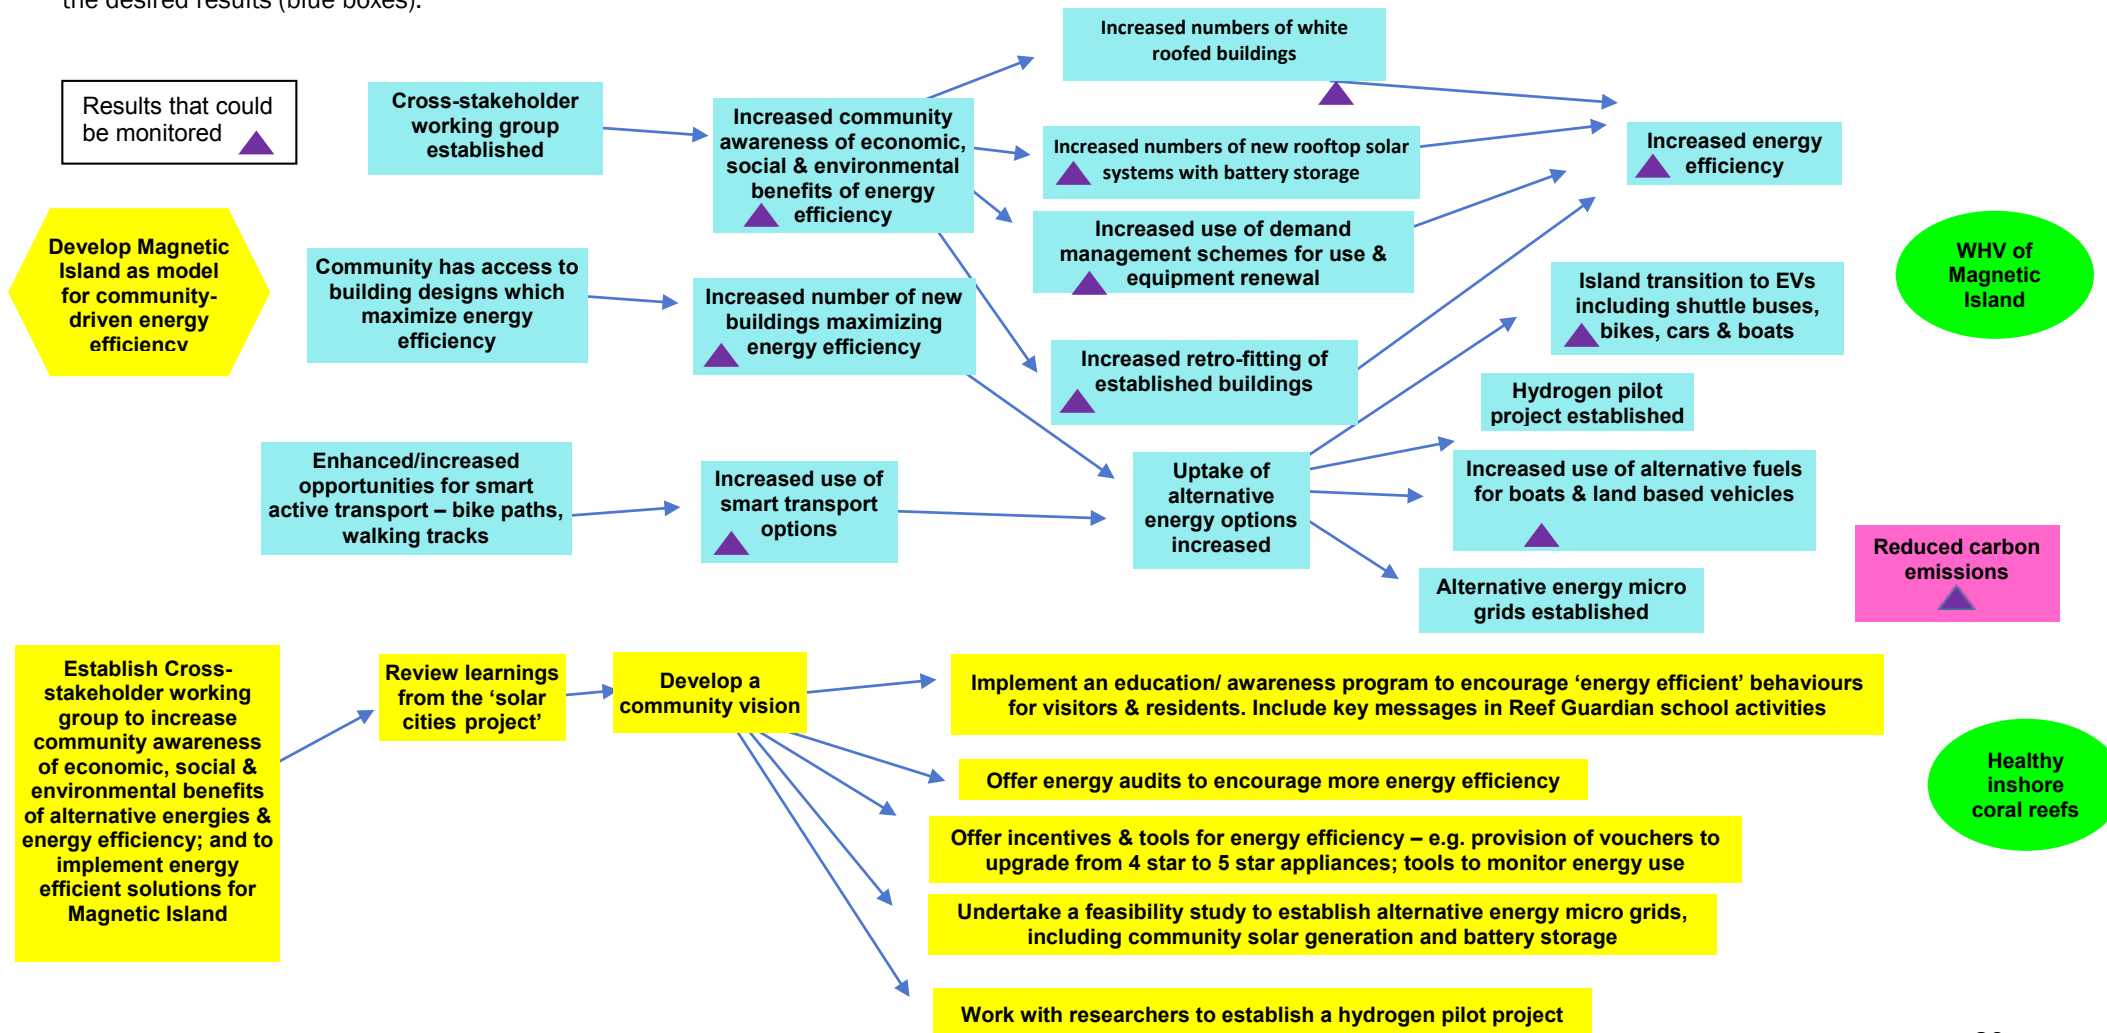 the desired results (blue boxes).
Results that could
be monitored
Develop Magnetic
Island as model
for community-
driven energy
efficiency
Cross-stakeholder
working group
established
Increased community
awareness of economic,
social & environmental
benefits of energy
efficiency
Increased numbers of white
roofed buildings
Increased numbers of new rooftop solar
systems with battery storage
Increased use of demand
management schemes for use &
equipment renewal
Increased energy
efficiency
Community has access to
building designs which
maximize energy
efficiency
Increased number of new
buildings maximizing
energy efficiency
Increased retro-fitting of
established buildings
Island transition to EVs
including shuttle buses,
bikes, cars & boats
WHV of
Magnetic
Island
Hydrogen pilot
project established
Enhanced/increased
opportunities for smart
active transport – bike paths,
walking tracks
Increased use of
smart transport
options
Uptake of
alternative
energy options
increased
Increased use of alternative fuels
for boats & land based vehicles
Alternative energy micro
grids established
Reduced carbon
emissions
Establish Cross-
stakeholder working
group to increase
community awareness
of economic, social &
environmental benefits
of alternative energies &
energy efficiency; and to
implement energy
efficient solutions for
Magnetic Island
Review learnings
from the ‘solar
cities project’
Develop a
community vision
Implement an education/ awareness program to encourage ‘energy efficient’ behaviours
for visitors & residents. Include key messages in Reef Guardian school activities
Offer energy audits to encourage more energy efficiency
Offer incentives & tools for energy efficiency – e.g. provision of vouchers to
upgrade from 4 star to 5 star appliances; tools to monitor energy use
Undertake a feasibility study to establish alternative energy micro grids,
including community solar generation and battery storage
Work with researchers to establish a hydrogen pilot project
Healthy
inshore
coral reefs